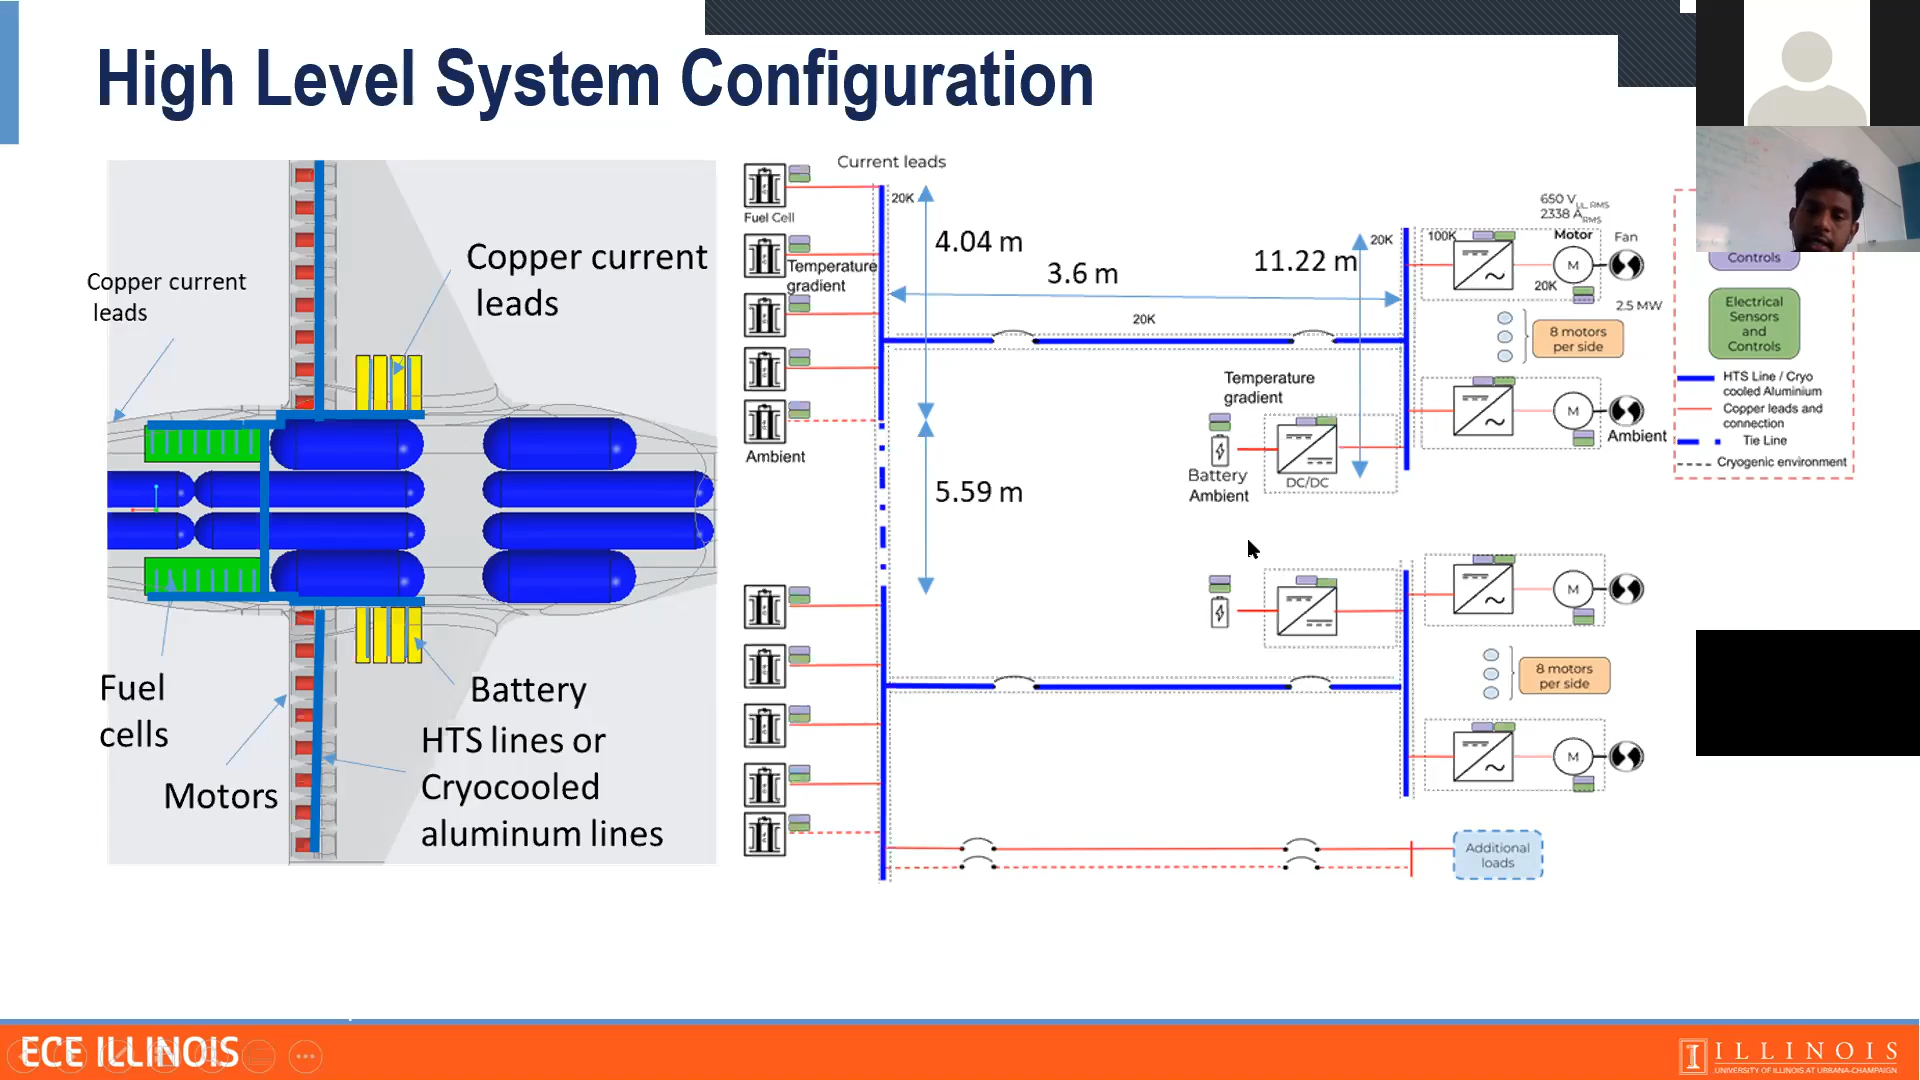 High Level System Configuration
Copper current
leads
Copper current
leads
Fuel
cells
Motors
Battery
HTS lines or
Cryocooled
aluminum lines
Current leads
Fuel Cell
Temperature
gradient
Ambient
20K
4.04 m
3.6 m
11.22 m
20K
20K
5.59 m
Temperature
gradient
Battery
Ambient
DC/DC
650 V LL, RMS
2338 A RMS
100K
Motor
Fan
M
20K
2.5 MW
8 motors
per side
M
Ambient
M
8 motors
per side
M
Additional
loads
Controls
Electrical
Sensors
and
Controls
HTS Line / Cryo
cooled Aluminium
Copper leads and
connection
Tie Line
Cryogenic environment
ECE ILLINOIS
I ILLINOIS
UNIVERSITY OF ILLINOIS AT URBANA-CHAMPAIGN